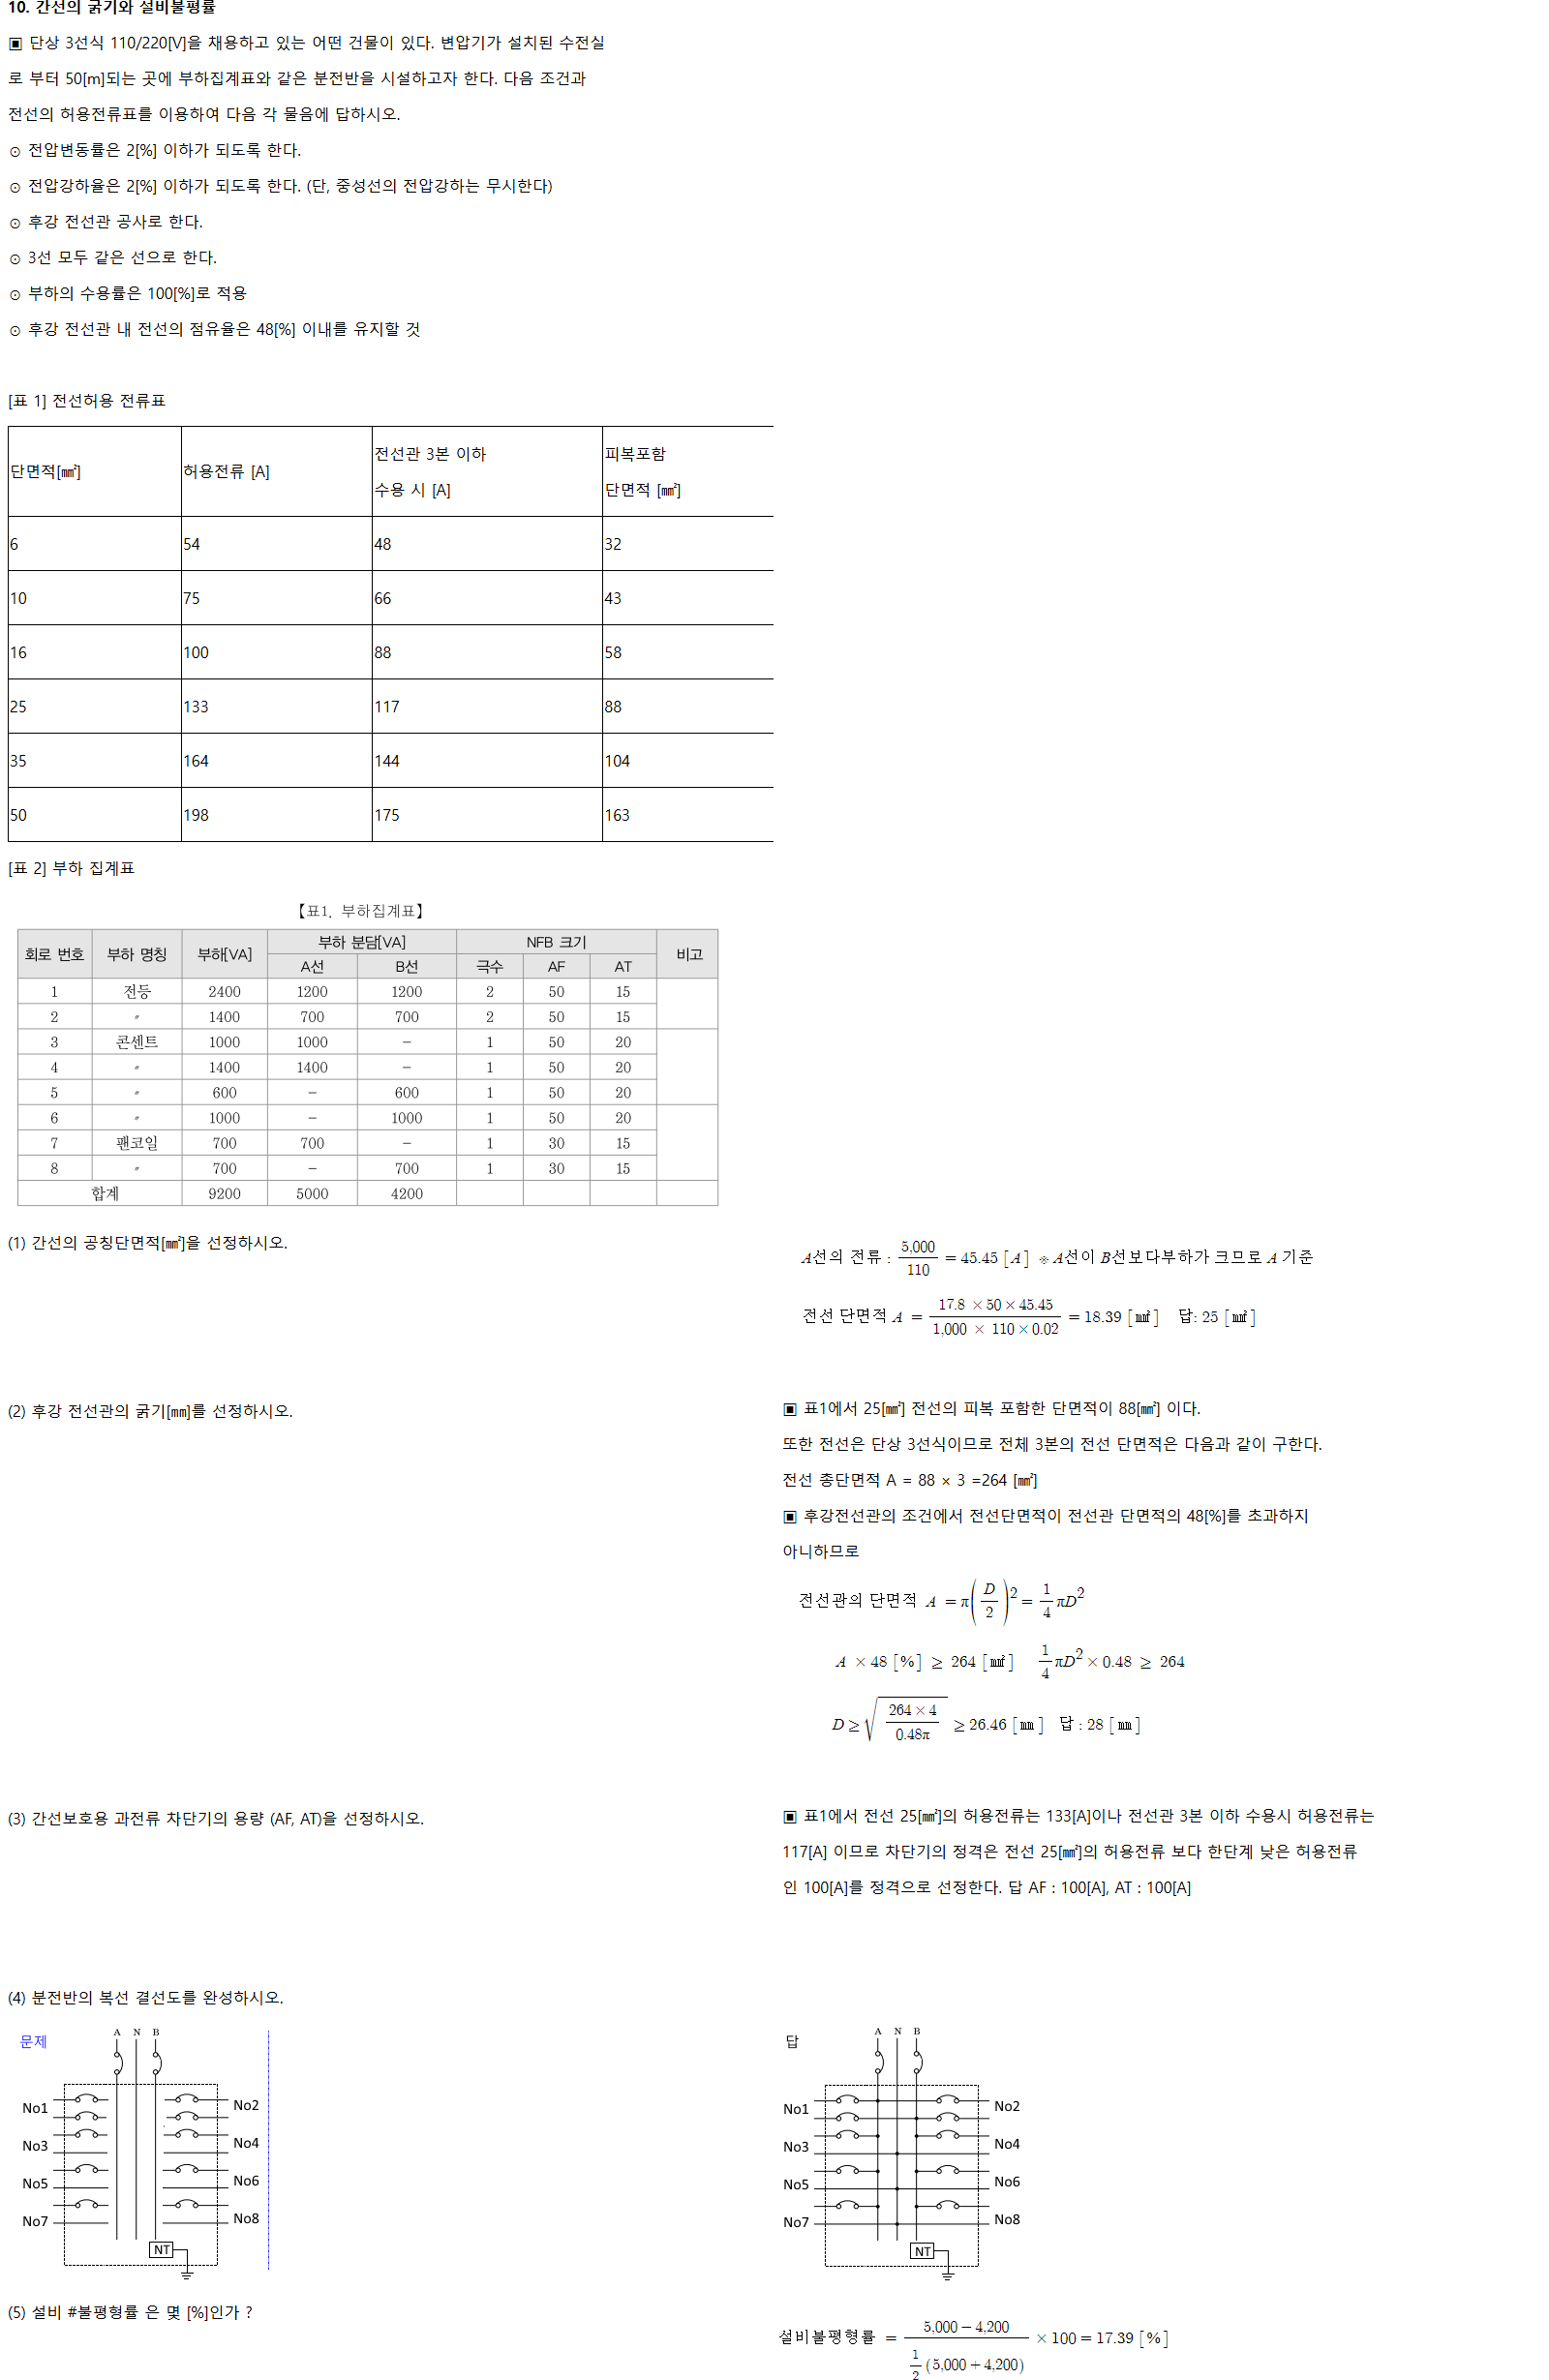 10. 간선의 굵기와 설비불평률
▣ 단상 3선식 110/220[V]을 채용하고 있는 어떤 건물이 있다. 변압기가 설치된 수전실
로 부터 50[m]되는 곳에 부하집계표와 같은 분전반을 시설하고자 한다. 다음 조건과
전선의 허용전류표를 이용하여 다음 각 물음에 답하시오.
⊙ 전압변동률은 2[%] 이하가 되도록 한다.
⊙ 전압강하율은 2[%] 이하가 되도록 한다. (단, 중성선의 전압강하는 무시한다)
⊙ 후강 전선관 공사로 한다.
⊙ 3선 모두 같은 선으로 한다.
⊙ 부하의 수용률은 100[%]로 적용
⊙ 후강 전선관 내 전선의 점유율은 48[%] 이내를 유지할 것
[표 1] 전선허용 전류표
단면적[㎟] 허용전류 [A] 전선관 3본 이하 수용 시 [A] 피복포함 단면적 [㎟]
6 54 48 32
10 75 66 43
16 100 88 58
25 133 117 88
35 164 144 104
50 198 175 163
[표 2] 부하 집계표
【표1. 부하집계표】
회로 번호 부하 명칭 부하[VA] 부하 분담[VA] NFB 크기 비고
A선 B선 극수 AF AT
1 전등 2400 1200 1200 2 50 15
2 〃 1400 700 700 2 50 15
3 콘센트 1000 1000 − 1 50 20
4 〃 1400 1400 − 1 50 20
5 〃 600 − 600 1 50 20
6 〃 1000 − 1000 1 50 20
7 팬코일 700 700 − 1 30 15
8 〃 700 − 700 1 30 15
합계 9200 5000 4200
(1) 간선의 공칭단면적[㎟]을 선정하시오.
A선의 전류 : 5,000/110 = 45.45 [A] ※A선이 B선보다부하가 크므로 A 기준
전선 단면적 A = (17.8 × 50 × 45.45)/(1,000 × 110 × 0.02) = 18.39 [㎟] 답: 25 [㎟]
(2) 후강 전선관의 굵기[㎜]를 선정하시오.
▣ 표1에서 25[㎟] 전선의 피복 포함한 단면적이 88[㎟] 이다.
또한 전선은 단상 3선식이므로 전체 3본의 전선 단면적은 다음과 같이 구한다.
전선 총단면적 A = 88 × 3 =264 [㎟]
▣ 후강전선관의 조건에서 전선단면적이 전선관 단면적의 48[%]를 초과하지
아니하므로
전선관의 단면적 A = π(D/2)² = 1/4 πD²
A × 48 [%] ≥ 264 [㎟] 1/4 πD² × 0.48 ≥ 264
D ≥ √(264×4/0.48π) ≥ 26.46 [㎜] 답 : 28 [㎜]
(3) 간선보호용 과전류 차단기의 용량 (AF, AT)을 선정하시오.
▣ 표1에서 전선 25[㎟]의 허용전류는 133[A]이나 전선관 3본 이하 수용시 허용전류는
117[A] 이므로 차단기의 정격은 전선 25[㎟]의 허용전류 보다 한단계 낮은 허용전류
인 100[A]를 정격으로 선정한다. 답 AF : 100[A], AT : 100[A]
(4) 분전반의 복선 결선도를 완성하시오.
문제
A N B
No1 No2
No3 No4
No5 No6
No7 No8
NT
답
A N B
No1 No2
No3 No4
No5 No6
No7 No8
NT
(5) 설비 #불평형률 은 몇 [%]인가 ?
설비불평형률 = (5,000 − 4,200)/(1/2 (5,000 + 4,200)) × 100 = 17.39 [%]